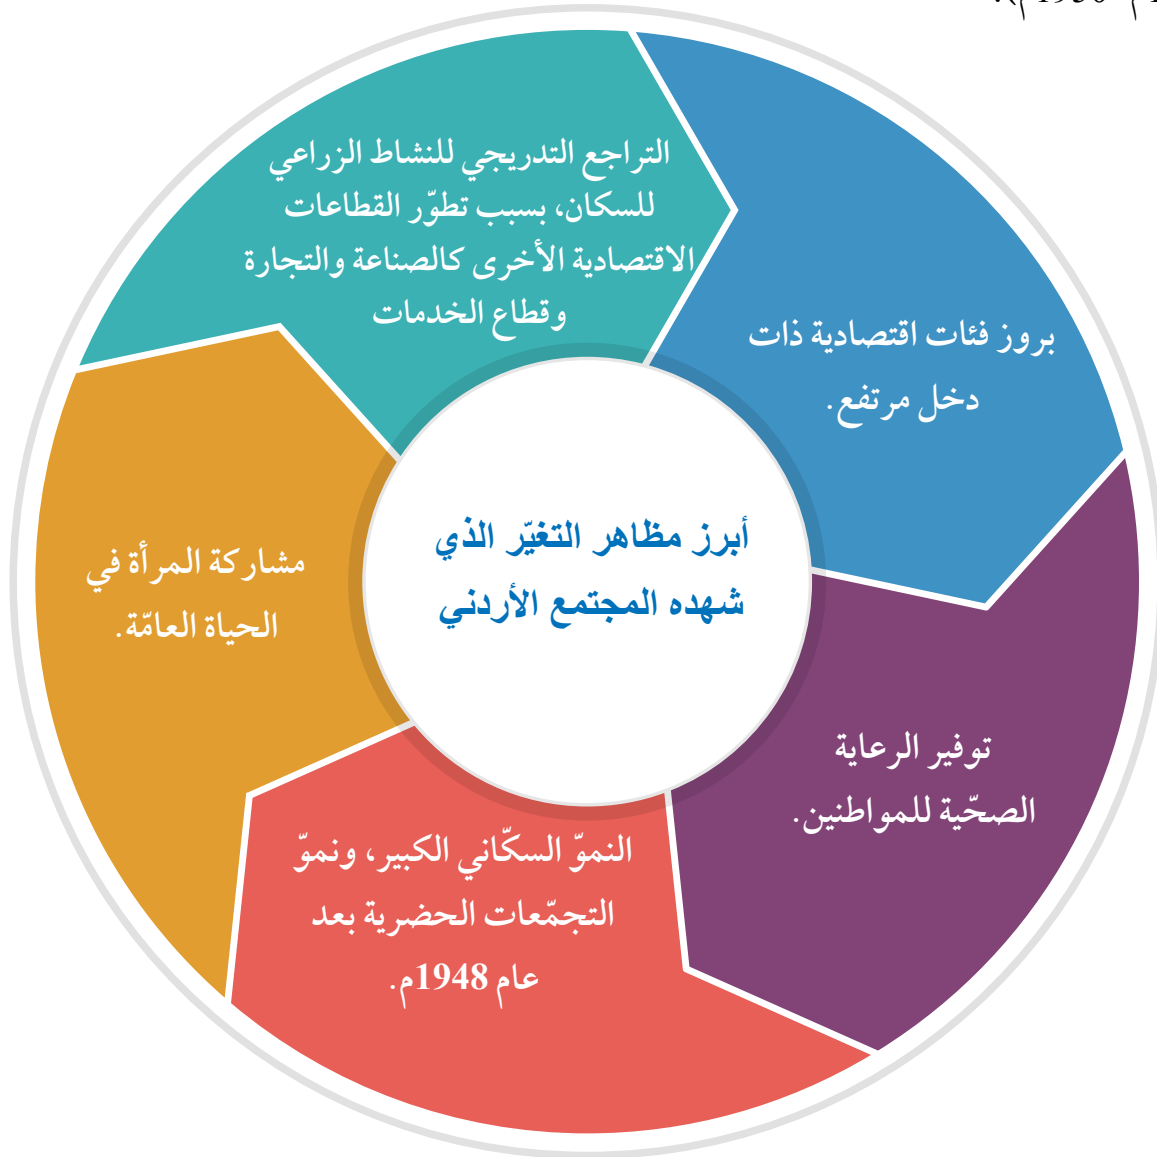 1950م).
التراجع التدريجي للنشاط الزراعي
للسكان، بسبب تطوّر القطاعات
الاقتصادية الأخرى كالصناعة والتجارة
وقطاع الخدمات
بروز فئات اقتصادية ذات
دخل مرتفع.
توفير الرعاية
الصحّية للمواطنين.
النموّ السكّاني الكبير، ونموّ
التجمّعات الحضرية بعد
عام 1948م.
مشاركة المرأة في
الحياة العامّة.
أبرز مظاهر التغيّر الذي
شهده المجتمع الأردني